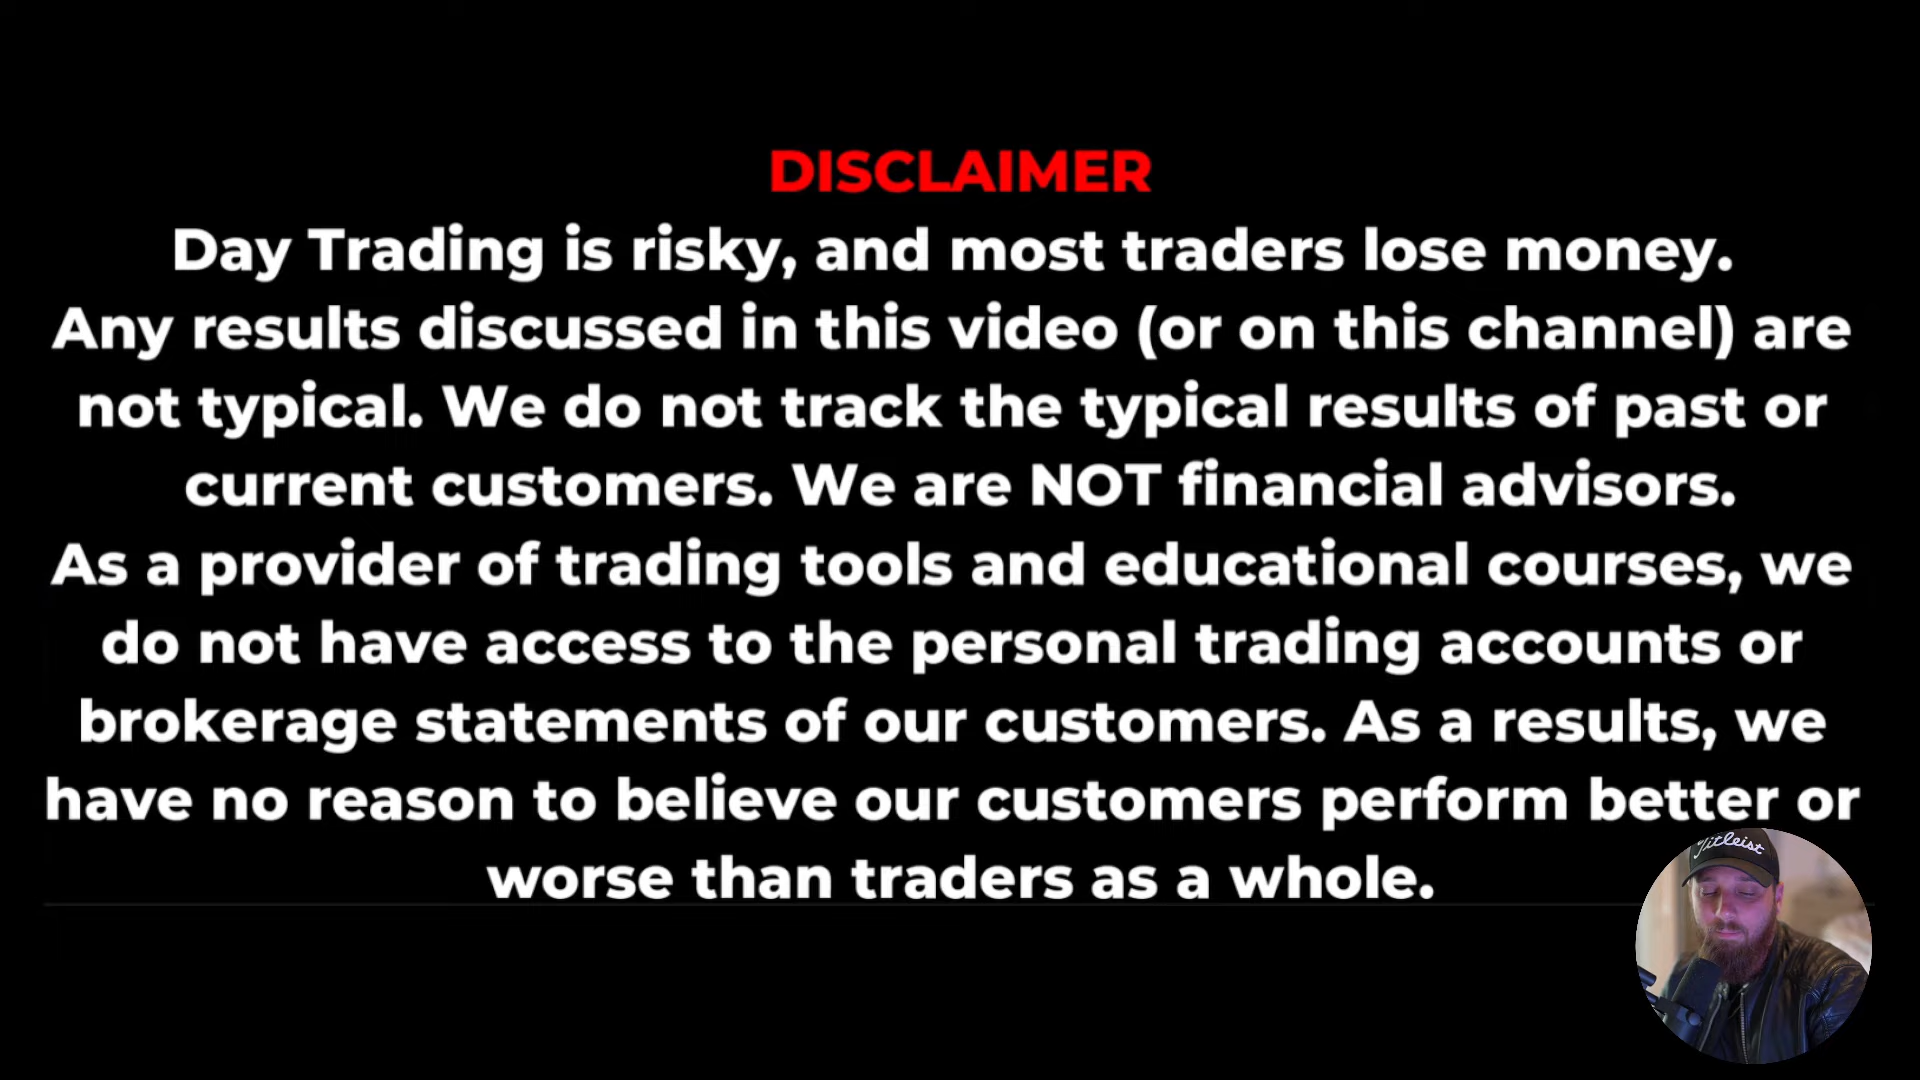 DISCLAIMER
Day Trading is risky, and most traders lose money.
Any results discussed in this video (or on this channel) are
not typical. We do not track the typical results of past or
current customers. We are NOT financial advisors.
As a provider of trading tools and educational courses, we
do not have access to the personal trading accounts or
brokerage statements of our customers. As a results, we
have no reason to believe our customers perform better or
worse than traders as a whole.
Titleist